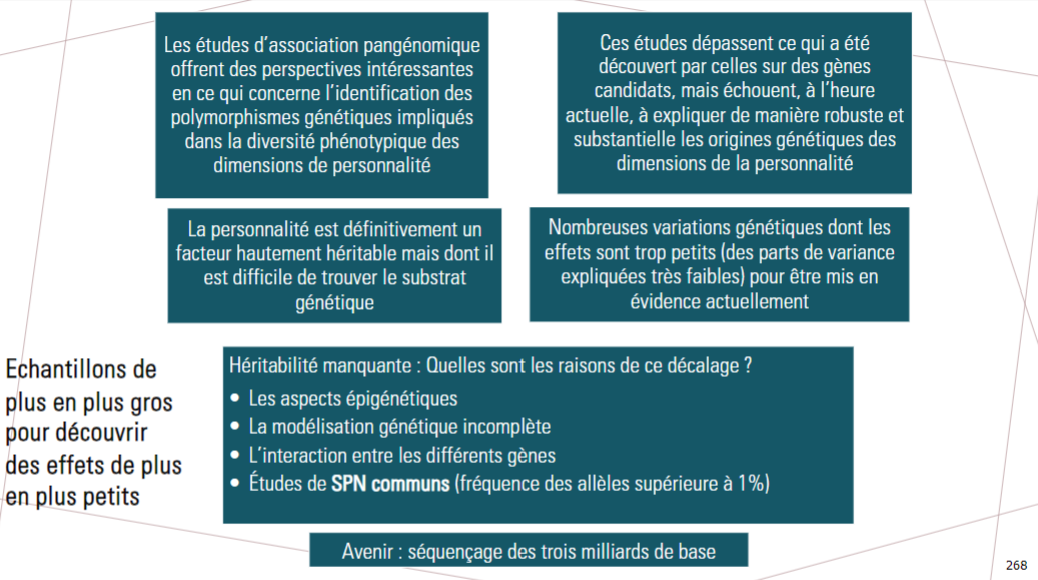 Les études d'association pangénomique
offrent des perspectives intéressantes
en ce qui concerne l'identification des
polymorphismes génétiques impliqués
dans la diversité phénotypique des
dimensions de personnalité
Ces études dépassent ce qui a été
découvert par celles sur des gènes
candidats, mais échouent, à l'heure
actuelle, à expliquer de manière robuste et
substantielle les origines génétiques des
dimensions de la personnalité
La personnalité est définitivement un
facteur hautement héritable mais dont il
est difficile de trouver le substrat
génétique
Nombreuses variations génétiques dont les
effets sont trop petits (des parts de variance
expliquées très faibles) pour être mis en
évidence actuellement
Echantillons de
plus en plus gros
pour découvrir
des effets de plus
en plus petits
Héritabilité manquante : Quelles sont les raisons de ce décalage ?
• Les aspects épigénétiques
• La modélisation génétique incomplète
• L'interaction entre les différents gènes
• Études de SPN communs (fréquence des allèles supérieure à 1%)
Avenir : séquençage des trois milliards de base
268